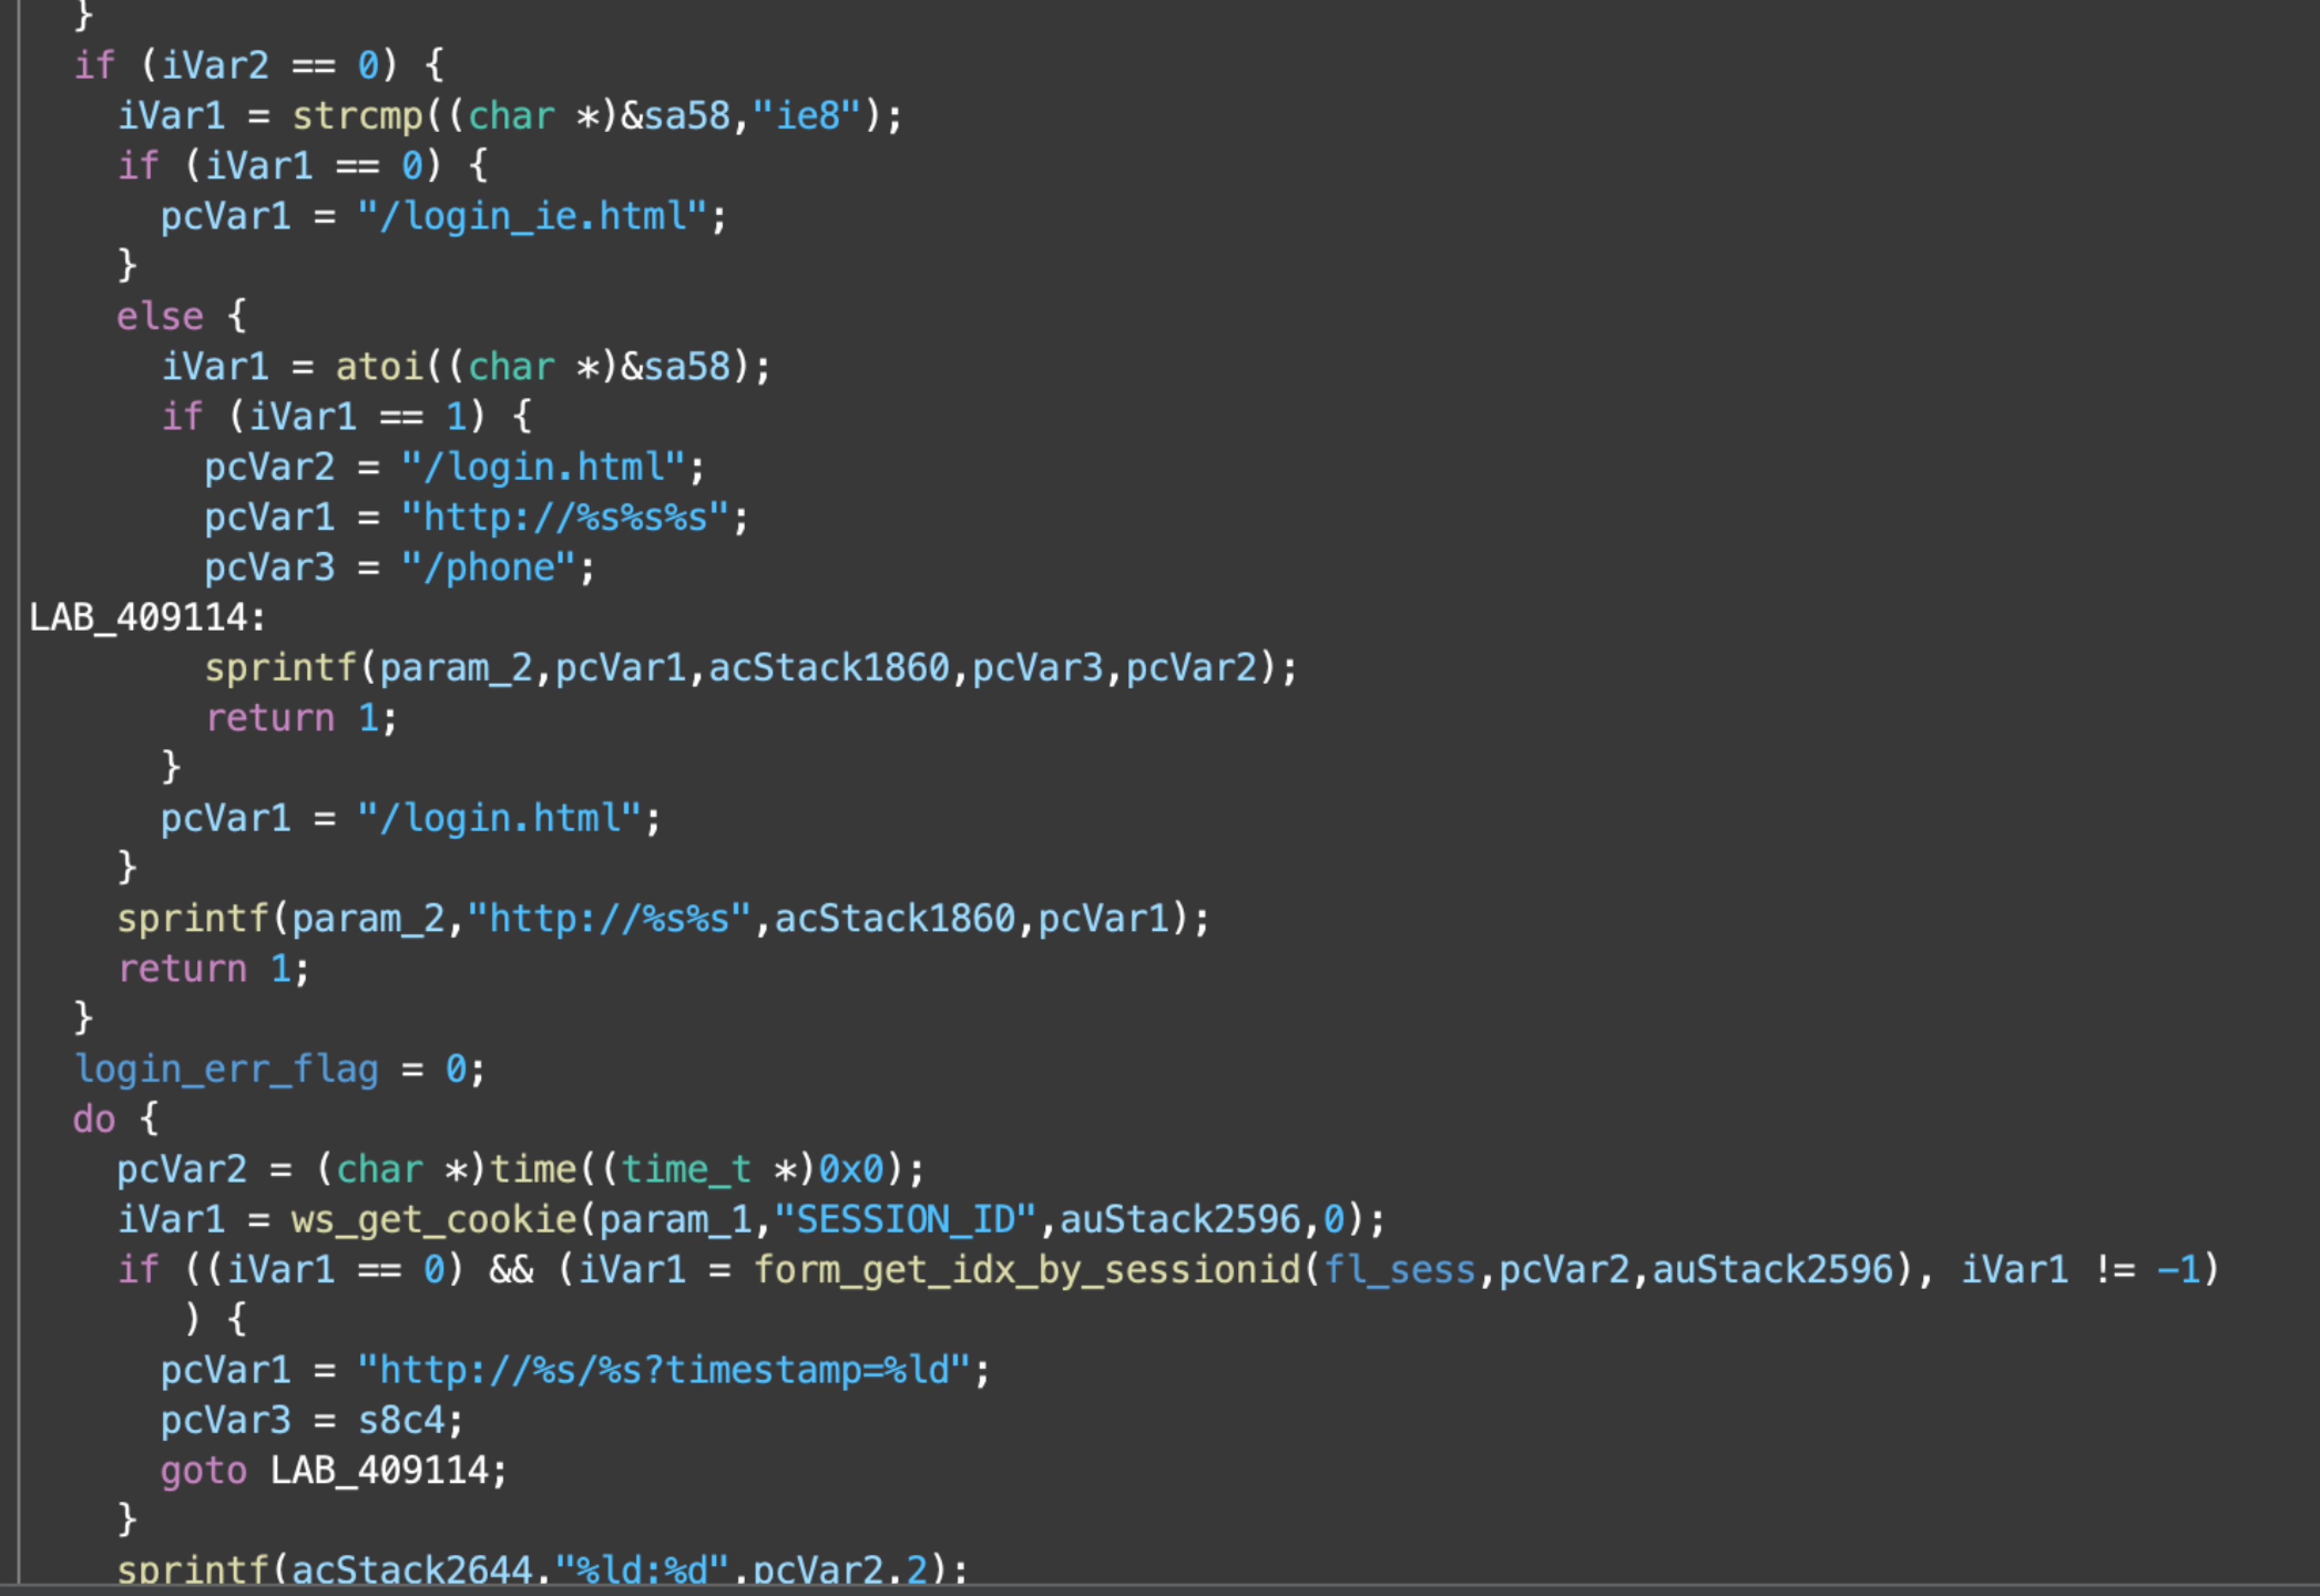 }
if (iVar2 == 0) {
iVar1 = strcmp((char *)&sa58,"ie8");
if (iVar1 == 0) {
pcVar1 = "/login_ie.html";
}
else {
iVar1 = atoi((char *)&sa58);
if (iVar1 == 1) {
pcVar2 = "/login.html";
pcVar1 = "http://%s%s%s";
pcVar3 = "/phone";
LAB_409114:
sprintf(param_2,pcVar1,acStack1860,pcVar3,pcVar2);
return 1;
}
pcVar1 = "/login.html";
}
sprintf(param_2,"http://%s%s",acStack1860,pcVar1);
return 1;
}
login_err_flag = 0;
do {
pcVar2 = (char *)time((time_t *)0x0);
iVar1 = ws_get_cookie(param_1,"SESSION_ID",auStack2596,0);
if ((iVar1 == 0) && (iVar1 = form_get_idx_by_sessionid(fl_sess,pcVar2,auStack2596), iVar1 != -1)
) {
pcVar1 = "http://%s/%s?timestamp=%ld";
pcVar3 = s8c4;
goto LAB_409114;
}
sprintf(acStack2644,"%ld:%d",pcVar2,2);